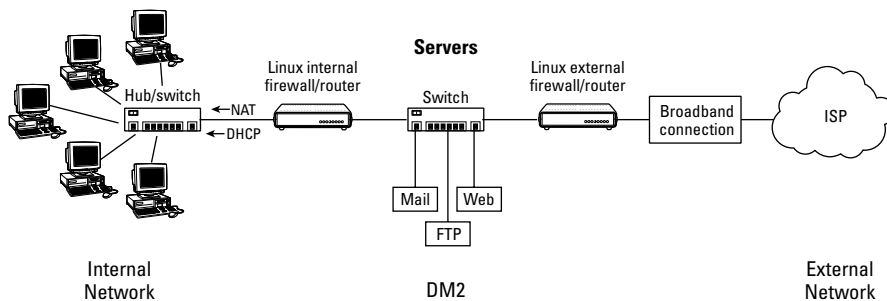 Servers
Linux internal
firewall/router
Linux external
firewall/router
Hub/switch
NAT
DHCP
Switch
Broadband
connection
ISP
Mail
Web
FTP
Internal
Network
DM2
External
Network